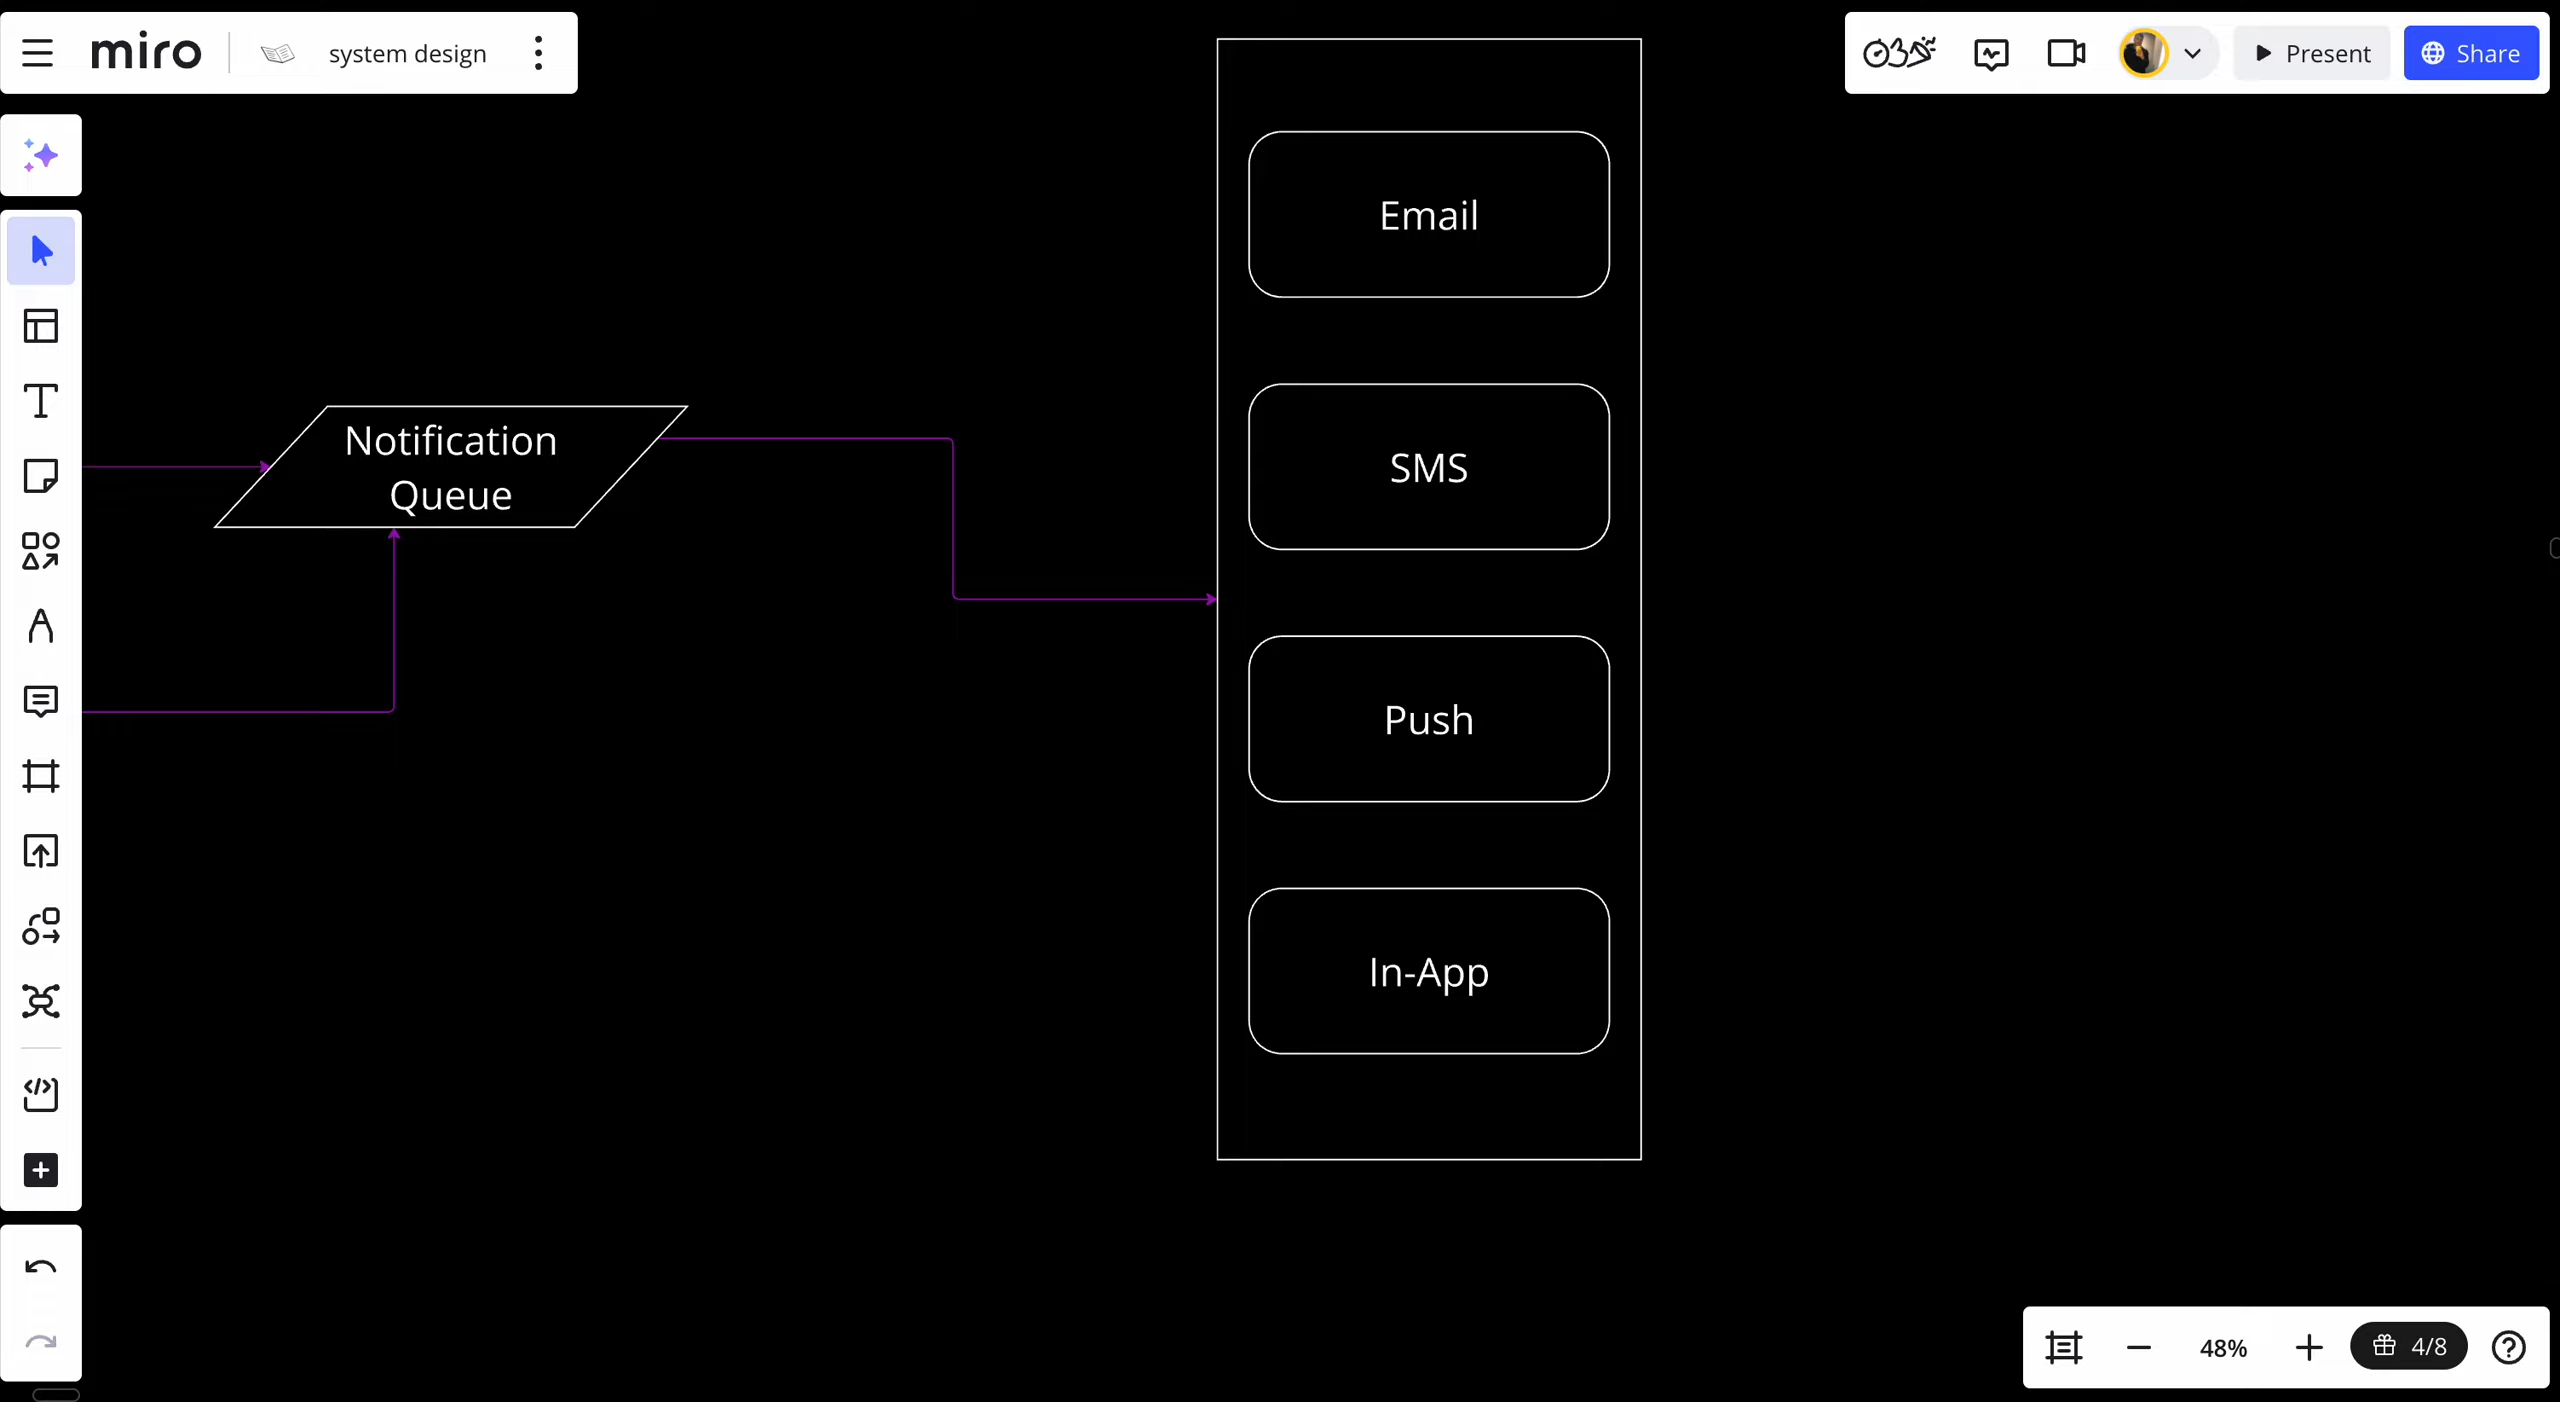 miro
system design
Present
Share
Email
SMS
Notification
Queue
Push
In-App
48%
4/8